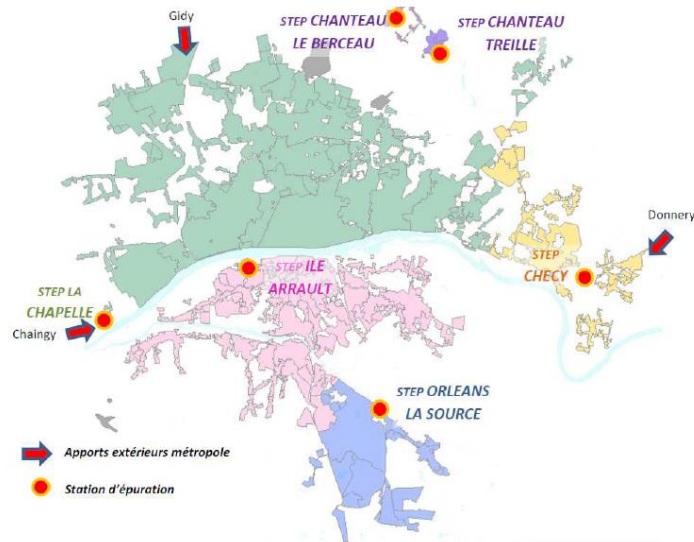 Gidy
STEP CHANTEAU
LE BERCEAU
STEP CHANTEAU
TREILLE
Donnery
STEP
CHECY
STEP ILE
ARRAULT
STEP LA
CHAPELLE
Chaingy
STEP ORLEANS
LA SOURCE
Apports extérieurs métropole
Station d'épuration